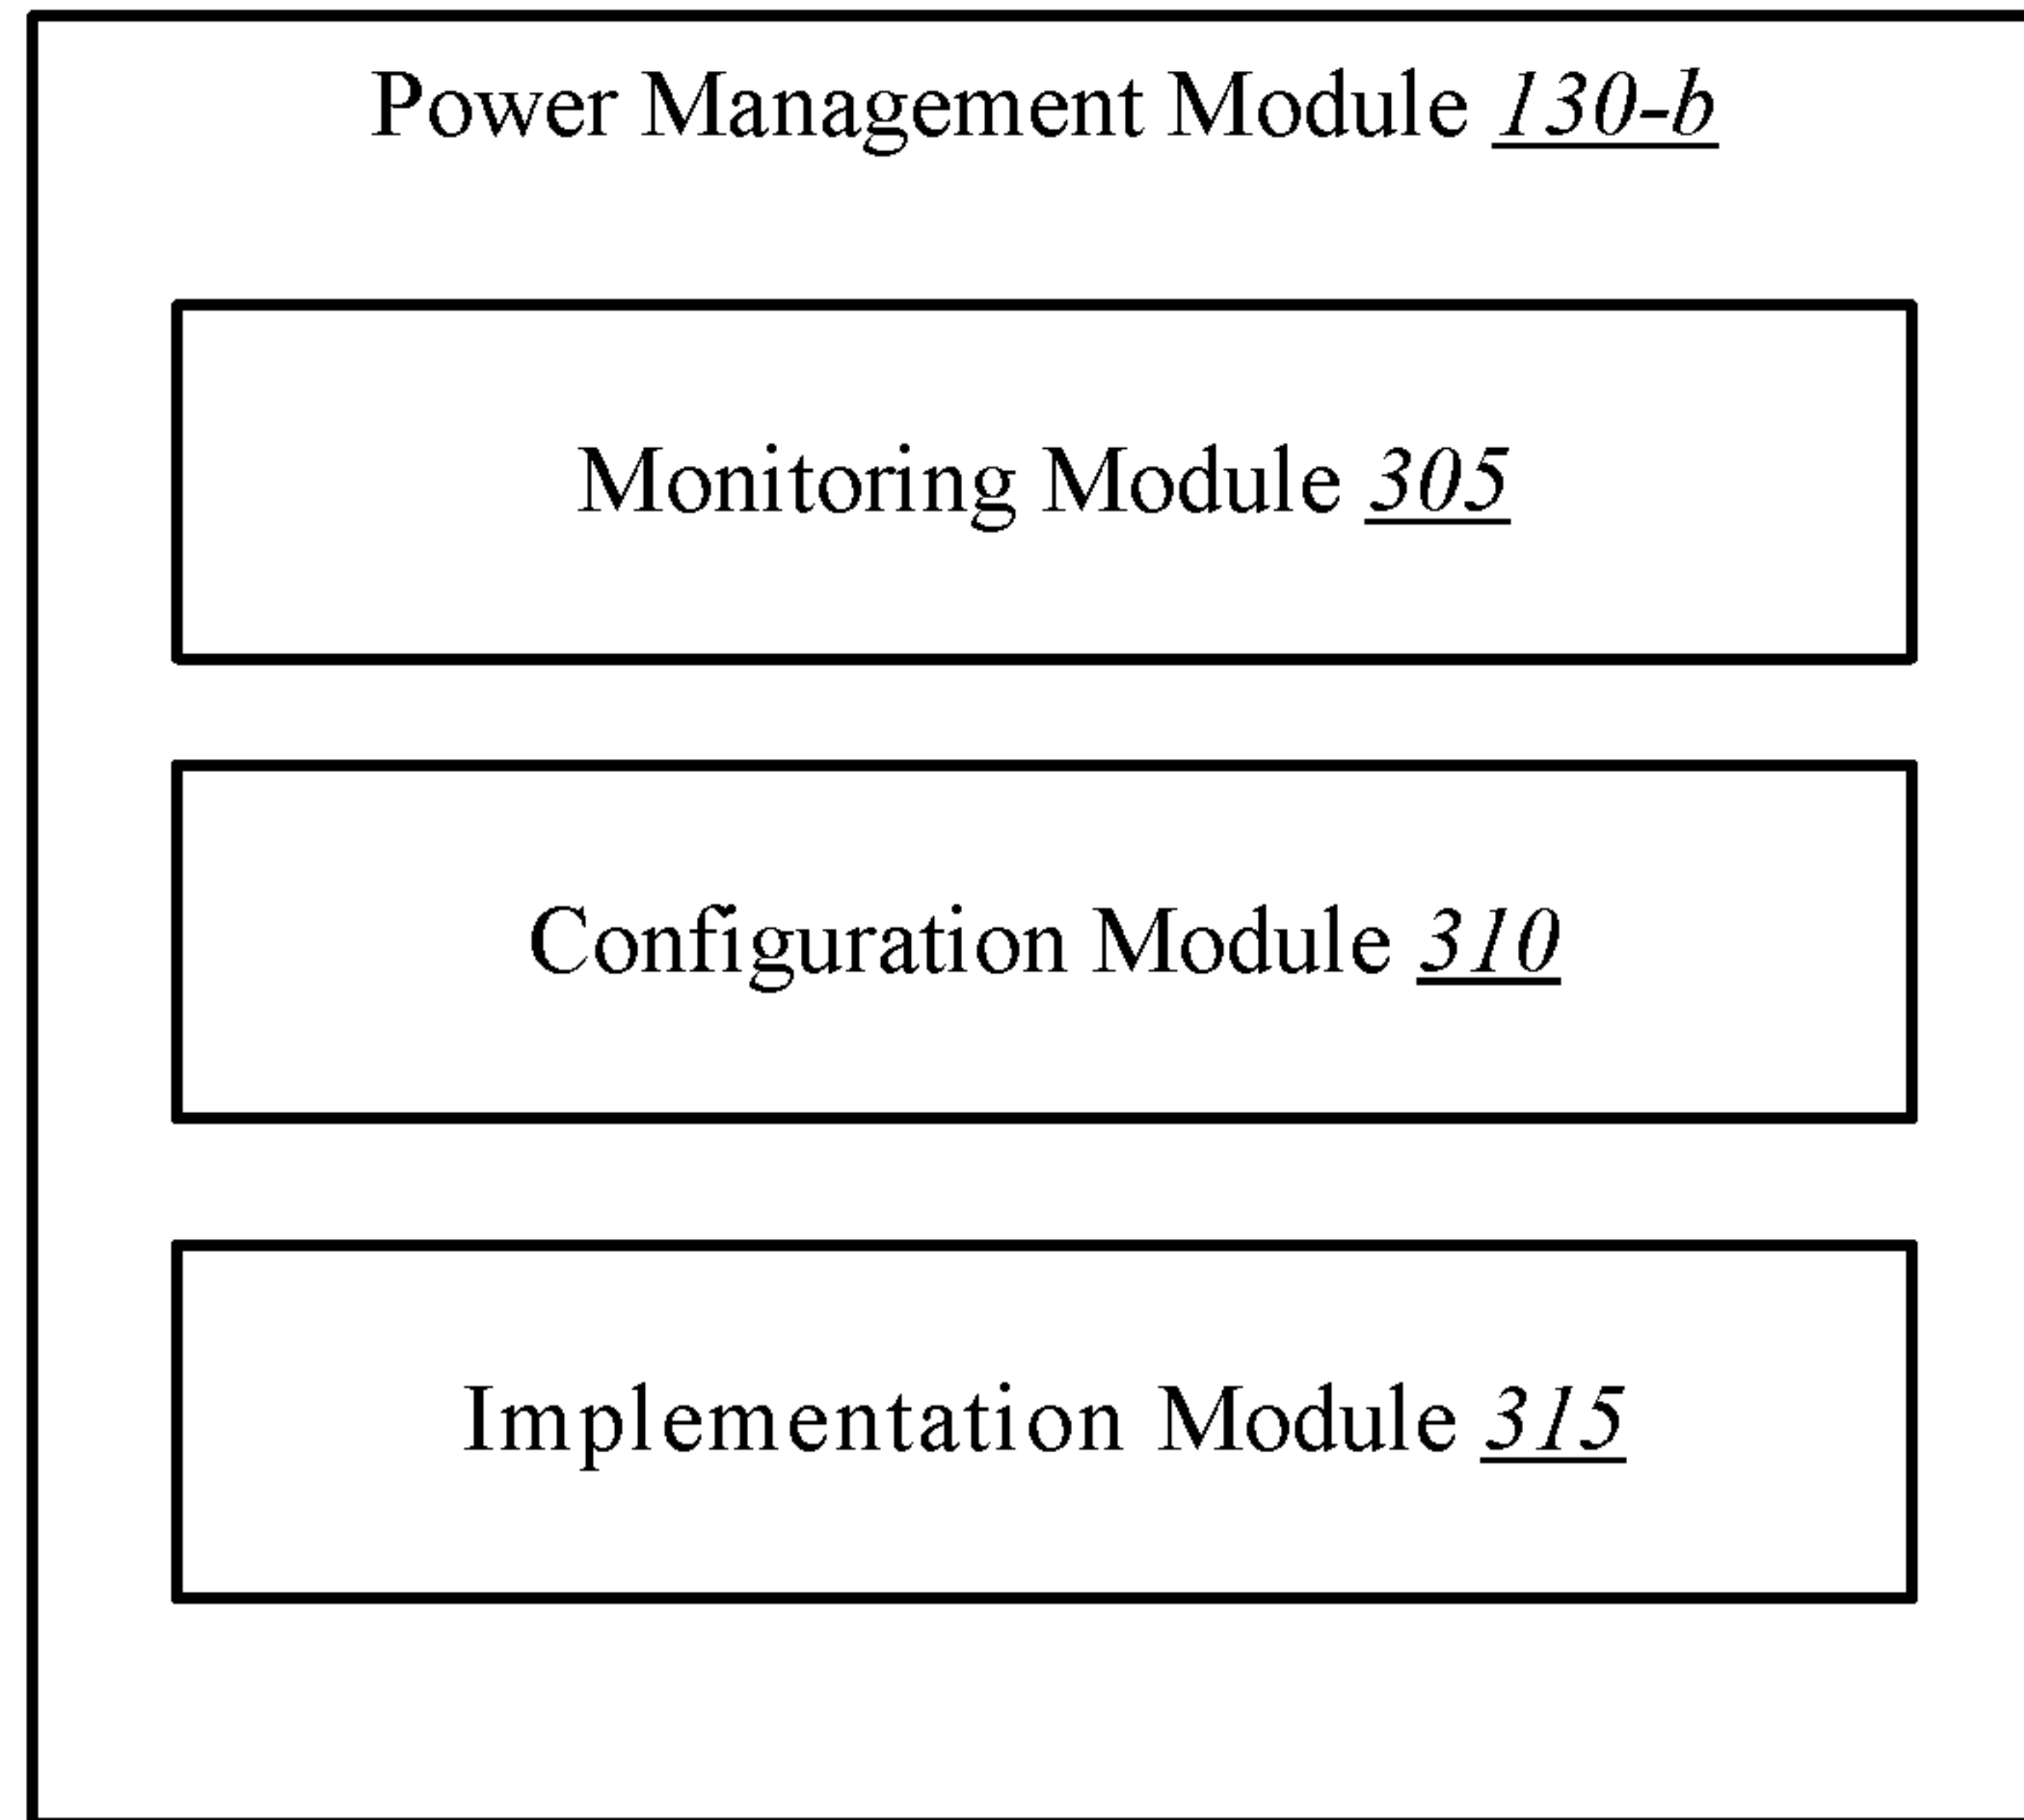 Power Management Module 130-b
Monitoring Module 305
Configuration Module 310
Implementation Module 315